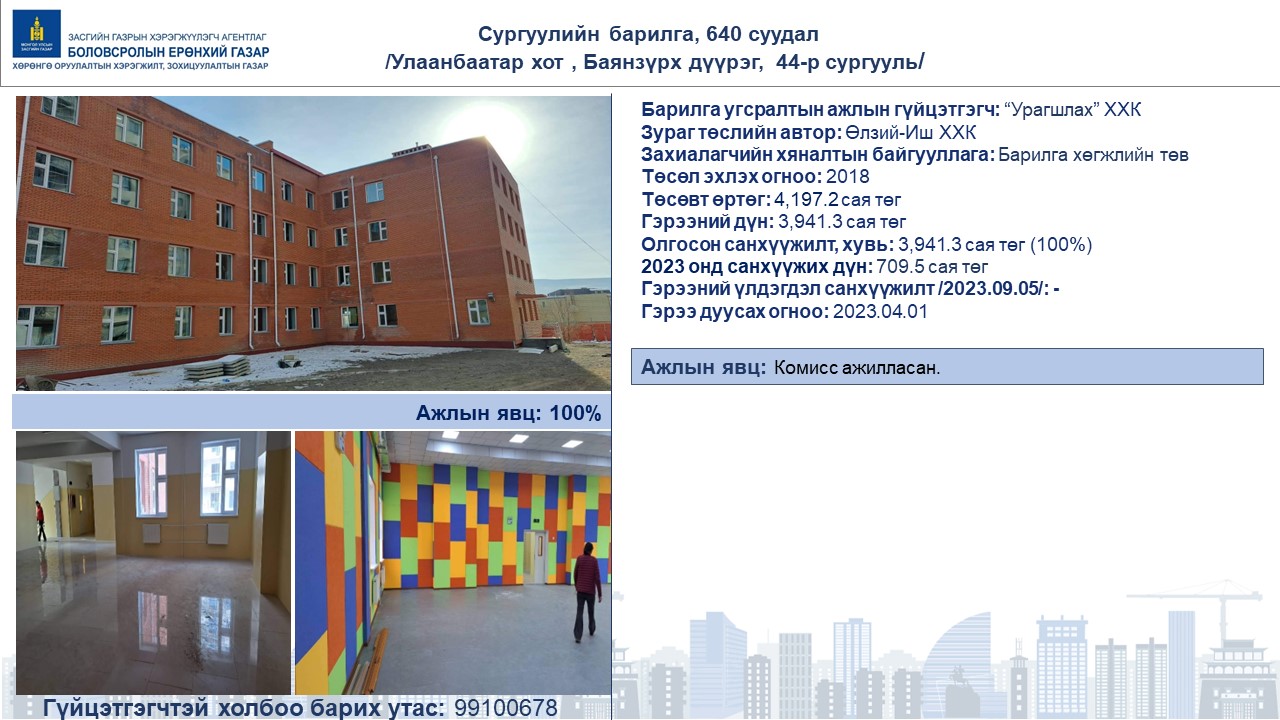 МОНГОЛ УЛСЫН
ЗАСГИЙН ГАЗАР
ЗАСГИЙН ГАЗРЫН ХЭРЭГЖҮҮЛЭГЧ АГЕНТЛАГ
БОЛОВСРОЛЫН ЕРӨНХИЙ ГАЗАР
ХӨРӨНГӨ ОРУУЛАЛТЫН ХЭРЭГЖИЛТ, ЗОХИЦУУЛАЛТЫН ГАЗАР
Сургуулийн барилга, 640 суудал
/Улаанбаатар хот , Баянзүрх дүүрэг, 44-р сургууль/
Барилга угсралтын ажлын гүйцэтгэгч: “Урагшлах” ХХК
Зураг төслийн автор: Өлзий-Иш ХХК
Захиалагчийн хяналтын байгууллага: Барилга хөгжлийн төв
Төсөл эхлэх огноо: 2018
Төсөвт өртөг: 4,197.2 сая төг
Гэрээний дүн: 3,941.3 сая төг
Олгосон санхүүжилт, хувь: 3,941.3 сая төг (100%)
2023 онд санхүүжих дүн: 709.5 сая төг
Гэрээний үлдэгдэл санхүүжилт /2023.09.05/: -
Гэрээ дуусах огноо: 2023.04.01
Ажлын явц: Комисс ажилласан.
Ажлын явц: 100%
Гүйцэтгэгчтэй холбоо барих утас: 99100678